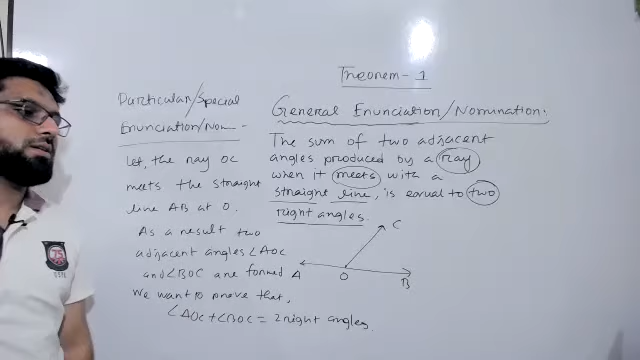 Theorem-1
Particular/Special
Enunciation/Nom-
Let, the ray OC
meets the straight
line AB at O.
As a result two
adjacent angles ∠AOC
and ∠BOC are formed
We want to prove that,
∠AOC+∠BOC=2right angles.
General Enunciation/Nomination.
The sum of two adjacent
angles produced by a ray
when it meets with a
straight line, is equal to two
right angles.
C
A
O
B